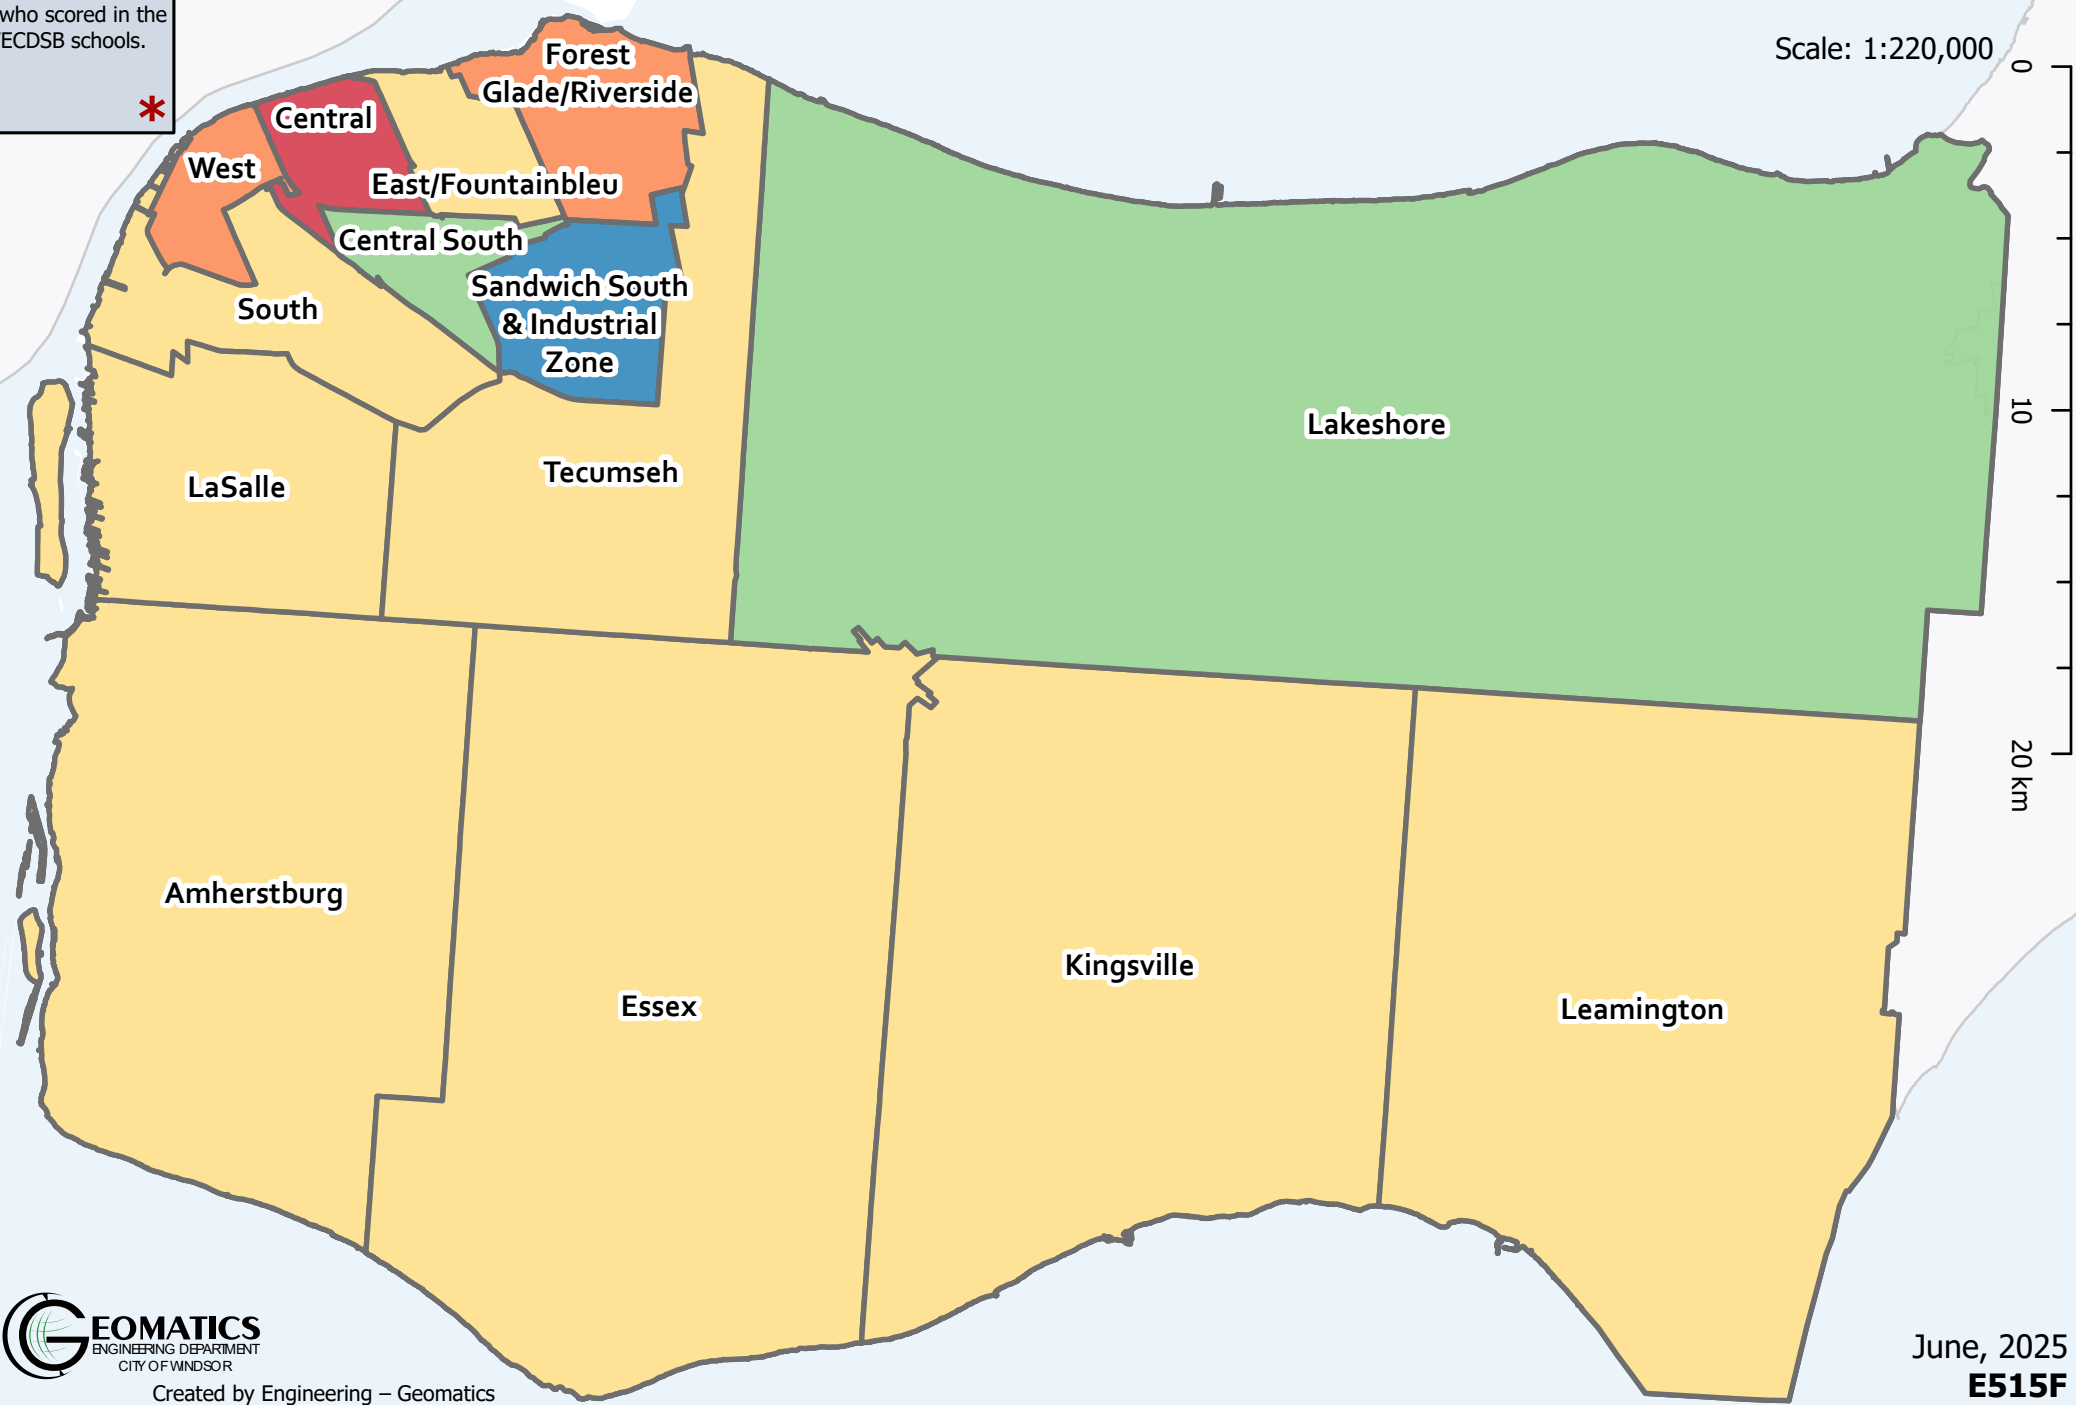 who scored in the
ECDSB schools.
*
Scale: 1:220,000
0
10
20 km
Forest
Glade/Riverside
Central
West
East/Fountainbleu
Central South
Sandwich South
& Industrial
Zone
South
Lakeshore
LaSalle
Tecumseh
Amherstburg
Essex
Kingsville
Leamington
GEOMATICS
ENGINEERING DEPARTMENT
CITY OF WINDSOR
Created by Engineering – Geomatics
June, 2025
E515F